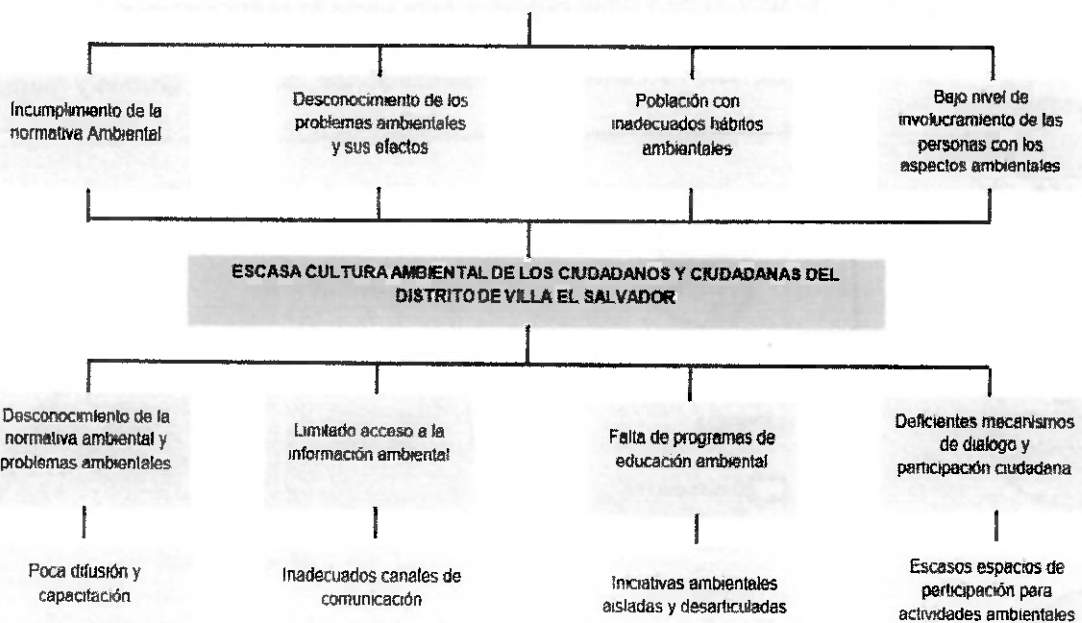 Incumplimiento de la
normativa Ambiental
Desconocimiento de los
problemas ambientales
y sus efectos
Población con
inadecuados hábitos
ambientales
Bajo nivel de
involucramiento de las
personas con los
aspectos ambientales
ESCASA CULTURA AMBIENTAL DE LOS CIUDADANOS Y CIUDADANAS DEL
DISTRITO DE VILLA EL SALVADOR
Desconocimiento de la
normativa ambiental y
problemas ambientales
Limitado acceso a la
información ambiental
Falta de programas de
educación ambiental
Deficientes mecanismos
de dialogo y
participación ciudadana
Poca difusión y
capacitación
Inadecuados canales de
comunicación
Iniciativas ambientales
aisladas y desarticuladas
Escasos espacios de
participación para
actividades ambientales